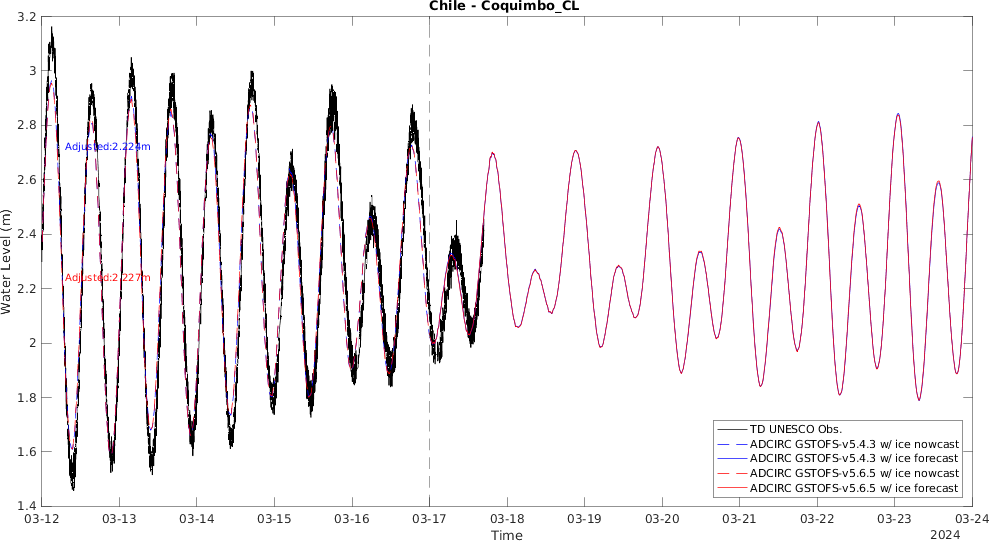 Chile - Coquimbo_CL
3.2
3
2.8
2.6
2.4
2.2
2
1.8
1.6
1.4
Water Level (m)
Adjusted:2.224m
Adjusted:2.227m
TD UNESCO Obs.
ADCIRC GSTOFS-v5.4.3 w/ ice nowcast
ADCIRC GSTOFS-v5.4.3 w/ ice forecast
ADCIRC GSTOFS-v5.6.5 w/ ice nowcast
ADCIRC GSTOFS-v5.6.5 w/ ice forecast
03-12 03-13 03-14 03-15 03-16 03-17 03-18 03-19 03-20 03-21 03-22 03-23 03-24
Time
2024